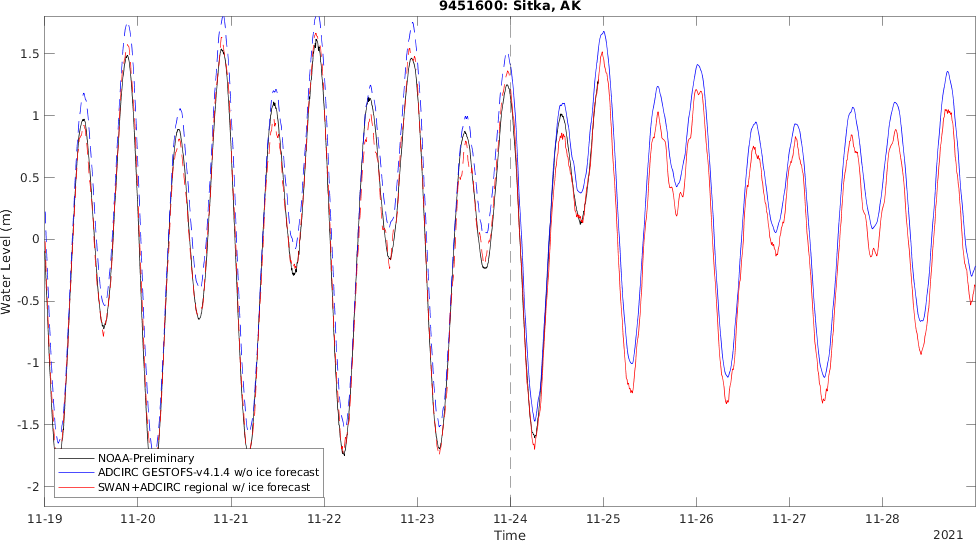 9451600: Sitka, AK
Water Level (m)
1.5
1
0.5
0
-0.5
-1
-1.5
-2
NOAA-Preliminary
ADCIRC GESTOFS-v4.1.4 w/o ice forecast
SWAN+ADCIRC regional w/ ice forecast
11-19 11-20 11-21 11-22 11-23 11-24 11-25 11-26 11-27 11-28
Time
2021